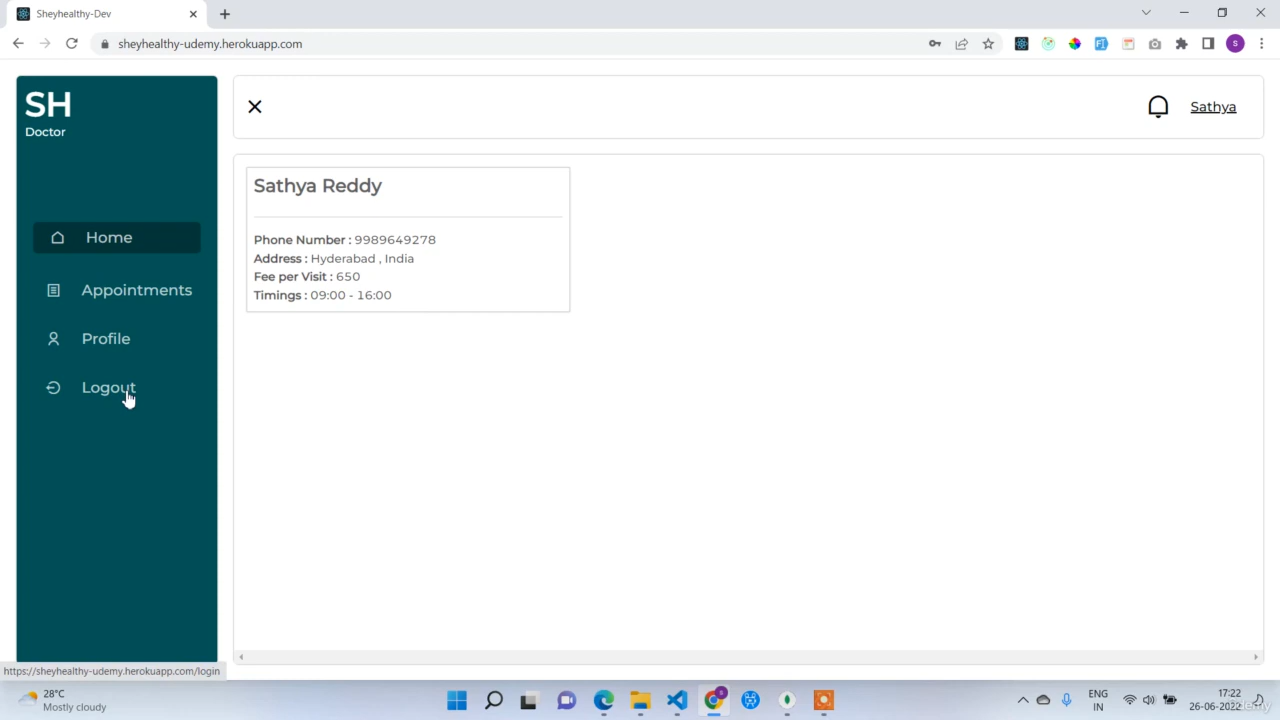 Sheyhealthy-Dev
sheyhealthy-udemy.herokuapp.com
S
SH
Doctor
Home
Appointments
Profile
Logout
Sathya
Sathya Reddy
Phone Number : 9989649278
Address : Hyderabad , India
Fee per Visit : 650
Timings : 09:00 - 16:00
https://sheyhealthy-udemy.herokuapp.com/login
28°C
Mostly cloudy
ENG
IN
17:22
26-06-2022